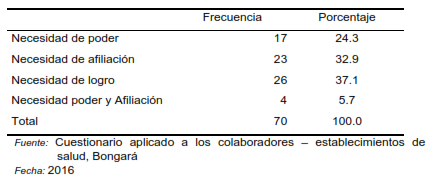 Frecuencia Porcentaje
Necesidad de poder 17 24.3
Necesidad de afiliación 23 32.9
Necesidad de logro 26 37.1
Necesidad poder y Afiliación 4 5.7
Total 70 100.0
Fuente: Cuestionario aplicado a los colaboradores – establecimientos de
salud, Bongará
Fecha: 2016